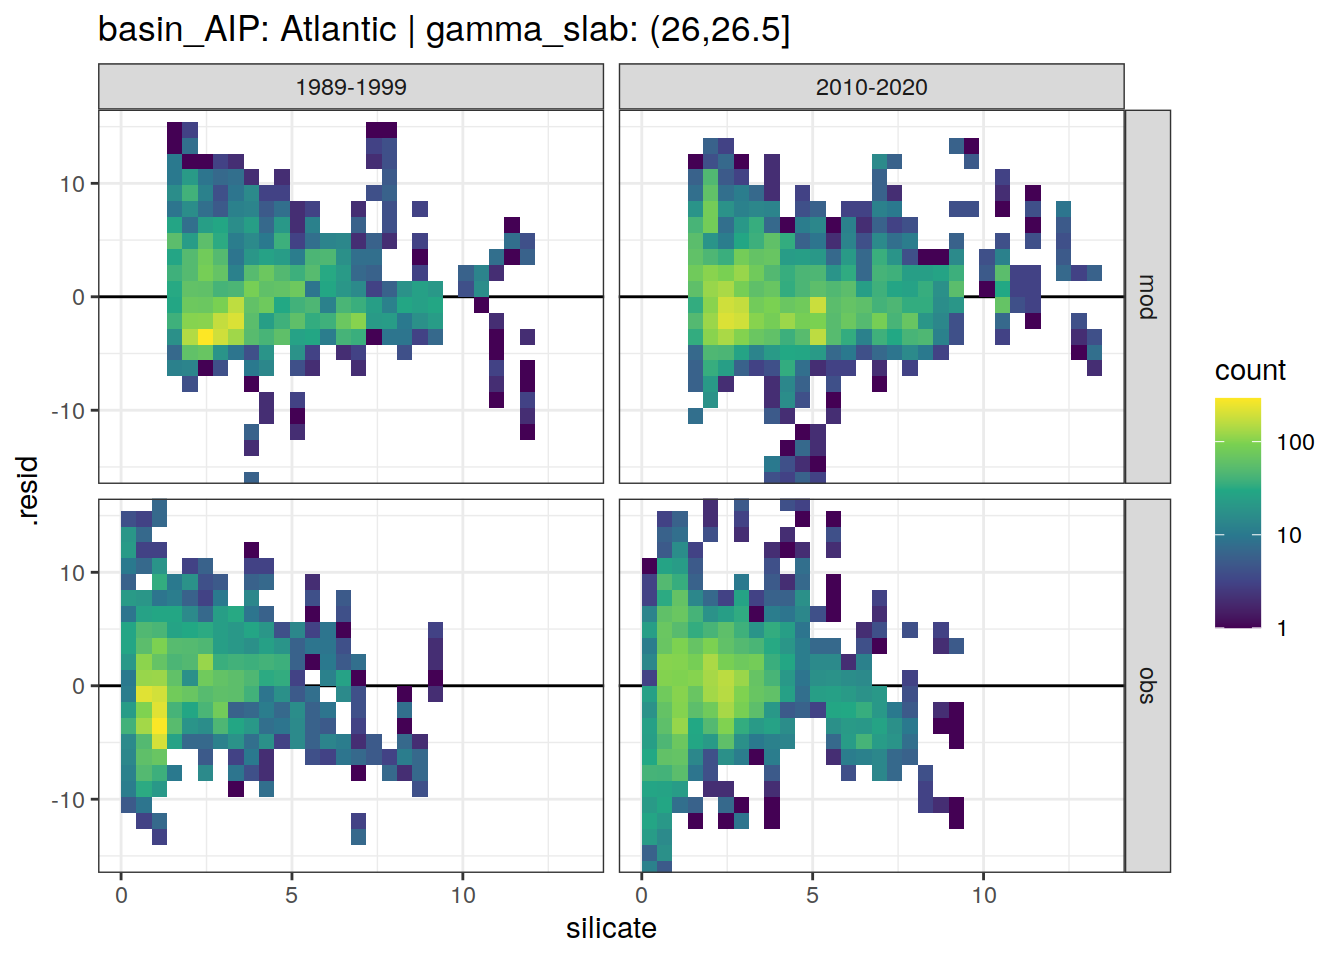 basin_AIP: Atlantic | gamma_slab: (26,26.5]
1989-1999 2010-2020
10
0
-10
mod
10
0
-10
obs
.resid
0 5 10 0 5 10
silicate
count
100
10
1